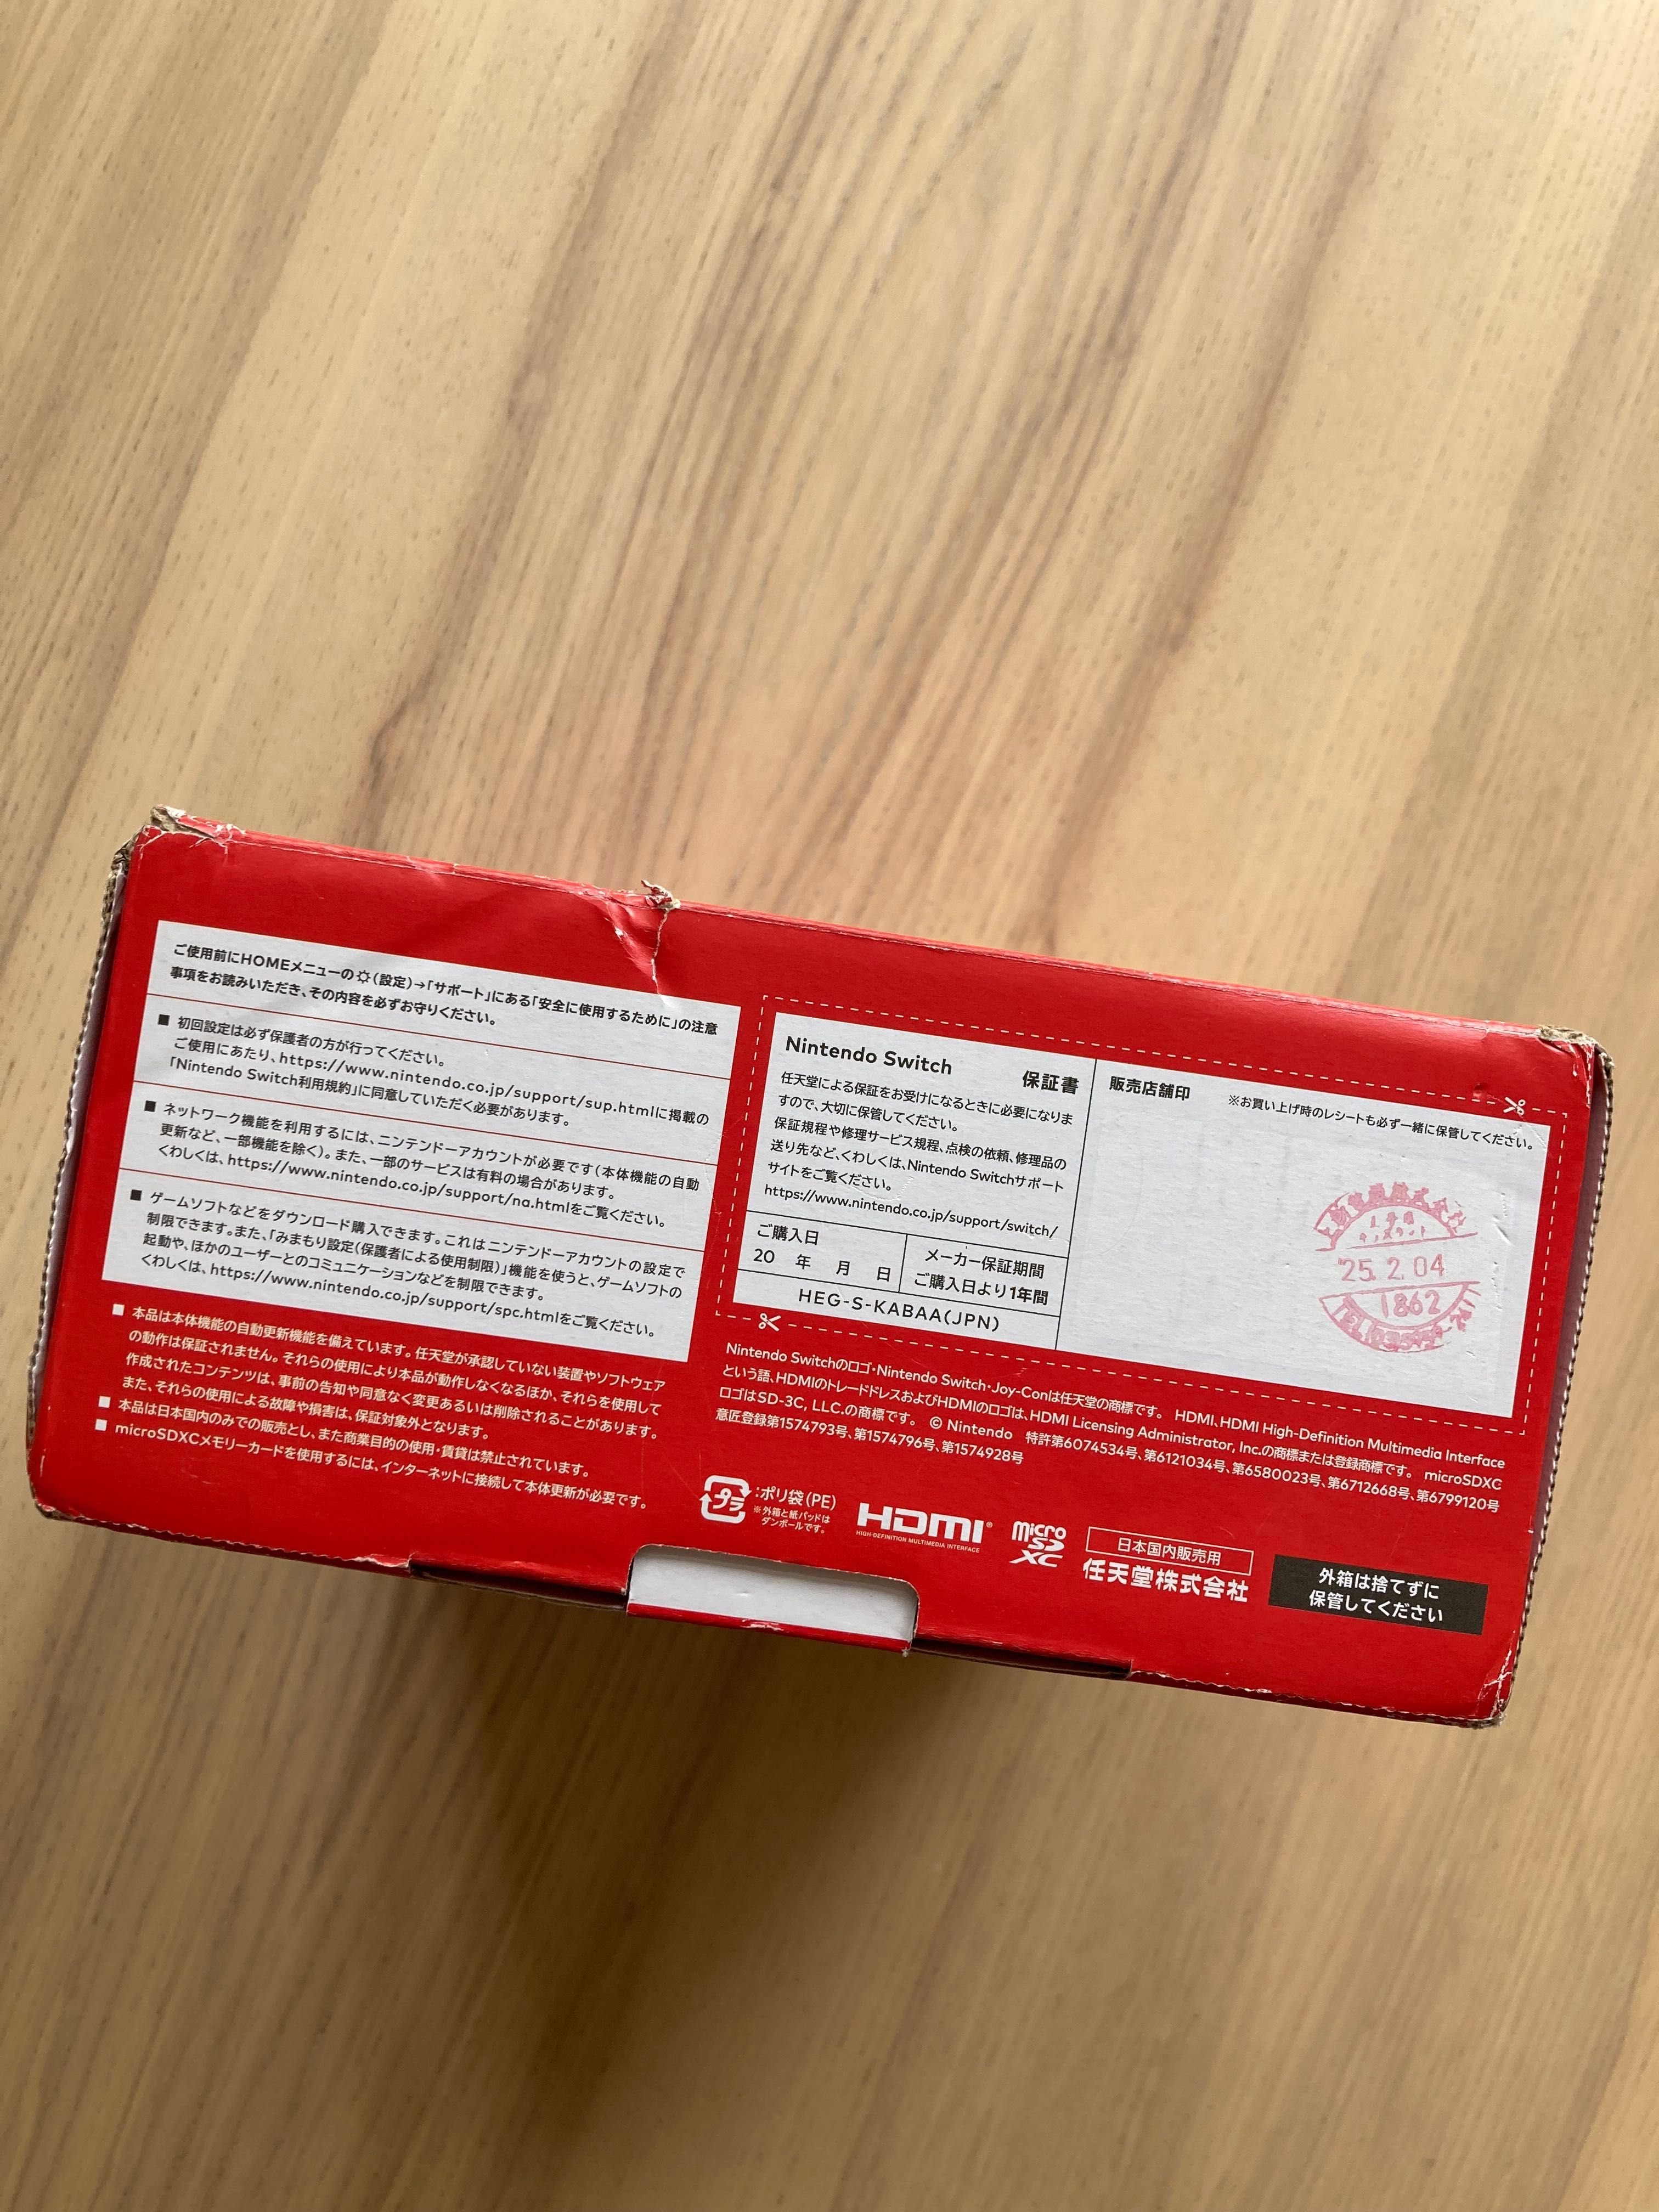 ご使用前にHOMEメニューの(設定)→「サポート」にある「安全に使用するために」の注意
事項をお読みいただき、その内容を必ずお守りください。
■ 初回設定は必ず保護者の方が行ってください。
ご使用にあたり、https://www.nintendo.co.jp/support/sup.htmlに掲載の
「Nintendo Switch利用規約」に同意していただく必要があります。
■ ネットワーク機能を利用するには、ニンテンドーアカウントが必要です(本体機能の自動
更新など、一部機能を除く)。また、一部のサービスは有料の場合があります。
くわしくは、https://www.nintendo.co.jp/support/na.htmlをご覧ください。
■ ゲームソフトなどをダウンロード購入できます。これはニンテンドーアカウントの設定で
制限できます。また、「みまもり設定(保護者による使用制限)」機能を使うと、ゲームソフトの
起動や、ほかのユーザーとのコミュニケーションなどを制限できます。
くわしくは、https://www.nintendo.co.jp/support/spc.htmlをご覧ください。
■ 本品は本体機能の自動更新機能を備えています。任天堂が承認していない装置やソフトウェア
の動作は保証されません。それらの使用により本品が動作しなくなるほか、それらを使用して
作成されたコンテンツは、事前の告知や同意なく変更あるいは削除されることがあります。
また、それらの使用による故障や損害は、保証対象外となります。
■ 本品は日本国内のみでの販売とし、また商業目的の使用・賃貸は禁止されています。
■ microSDXCメモリーカードを使用するには、インターネットに接続して本体更新が必要です。
Nintendo Switch
保証書
任天堂による保証をお受けになるときに必要になりま
すので、大切に保管してください。
保証規程や修理サービス規程、点検の依頼、修理品の
送り先など、くわしくは、Nintendo Switchサポート
サイトをご覧ください。
https://www.nintendo.co.jp/support/switch/
ご購入日
20 年 月 日
メーカー保証期間
ご購入日より1年間
HEG-S-KABAA(JPN)
販売店舗印
※お買い上げ時のレシートも必ず一緒に保管してください。
25.2.04
1862
Nintendo Switchのロゴ・Nintendo Switch・Joy-Conは任天堂の商標です。 HDMI、HDMI High-Definition Multimedia Interface
という語、HDMIのトレードドレスおよびHDMIのロゴは、HDMI Licensing Administrator, Inc.の商標または登録商標です。 microSDXC
ロゴはSD-3C, LLC.の商標です。 © Nintendo 特許第6074534号、第6121034号、第6580023号、第6712668号、第6799120号
意匠登録第1574793号、第1574796号、第1574928号
プラ
:ポリ袋(PE)
※外箱と紙パッドは
ダンボールです。
HDMI®
HIGH-DEFINITION MULTIMEDIA INTERFACE
micro
SD
XC
日本国内販売用
任天堂株式会社
外箱は捨てずに
保管してください